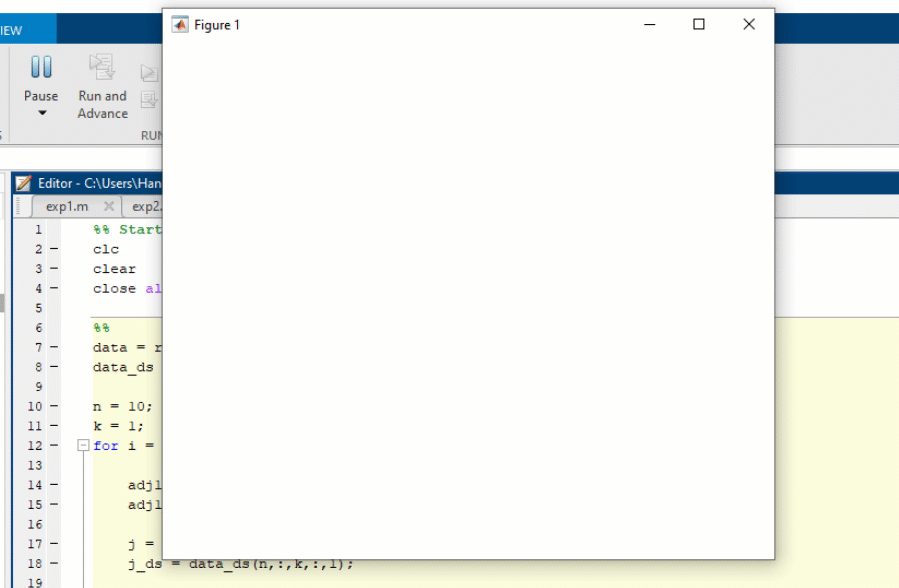 IEW
Figure 1
Pause
Run and
Advance
RUN
Editor - C:\Users\Han
exp1.m
exp2.
1 %% Start
2 clc
3 clear
4 close al
5
6 %%
7 data = r
8 data_ds
9
10 n = 10;
11 k = 1;
12 for i =
13
14 adjl
15 adjl
16
17 j =
18 j_ds = data_ds(n,:,k,:,1);
19